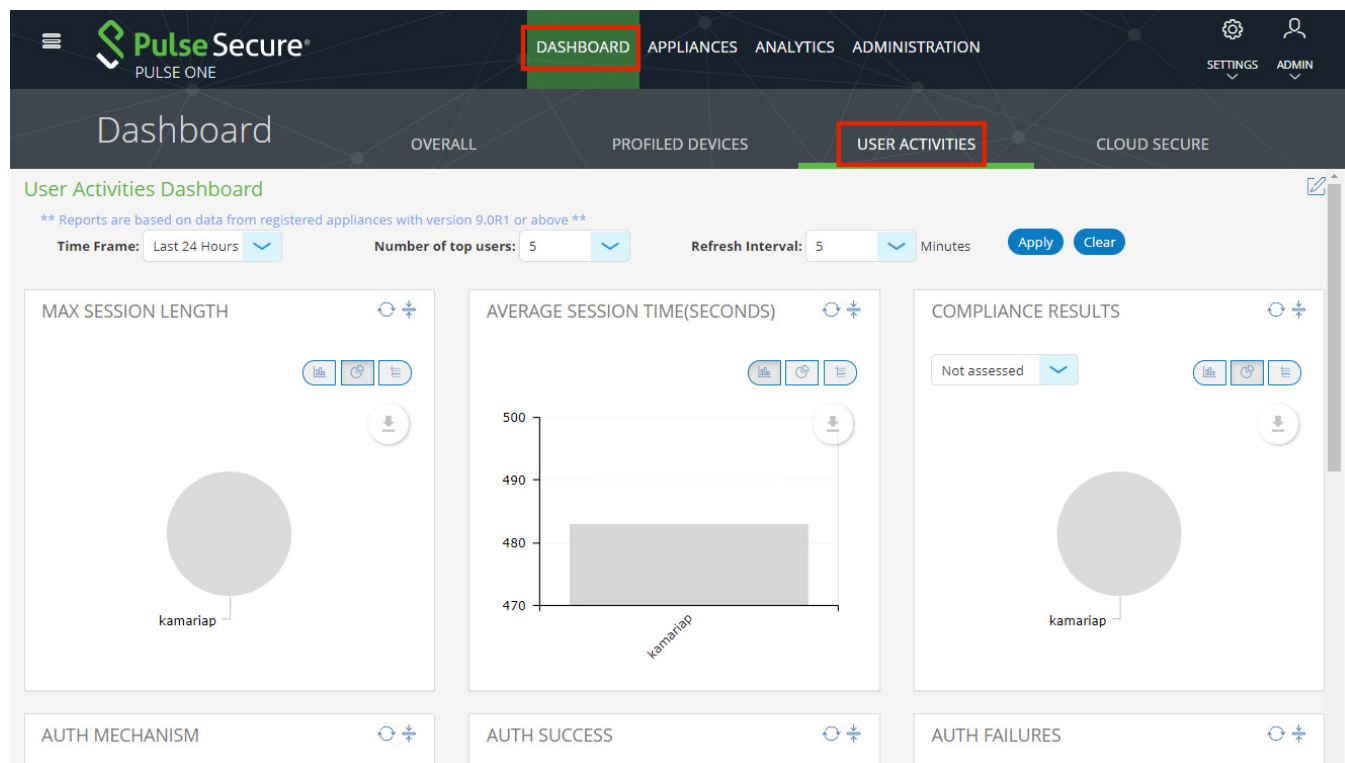 Pulse Secure®
PULSE ONE
DASHBOARD APPLIANCES ANALYTICS ADMINISTRATION
SETTINGS ADMIN
Dashboard
OVERALL PROFILED DEVICES USER ACTIVITIES CLOUD SECURE
User Activities Dashboard
** Reports are based on data from registered appliances with version 9.0R1 or above **
Time Frame: Last 24 Hours Number of top users: 5 Refresh Interval: 5 Minutes Apply Clear
MAX SESSION LENGTH
kamariap
AVERAGE SESSION TIME(SECONDS)
500
490
480
470
kamariap
COMPLIANCE RESULTS
Not assessed
kamariap
AUTH MECHANISM
AUTH SUCCESS
AUTH FAILURES